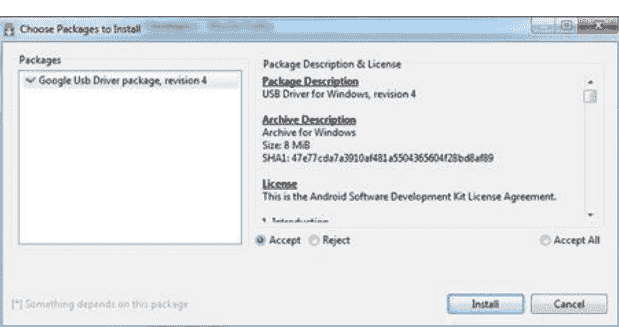 Choose Packages to Install
Packages
Google Usb Driver package, revision 4
Package Description & License
Package Description
USB Driver for Windows, revision 4
Archive Description
Archive for Windows
Size: 8 MiB
SHA1: 47e77cda7a3910af481a5504365604f28bd8af89
License
This is the Android Software Development Kit License Agreement.
1. Introduction
Accept
Reject
Accept All
[*] Something depends on this package
Install
Cancel